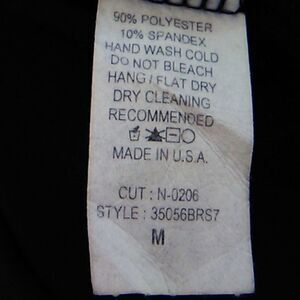 90% POLYESTER
10% SPANDEX
HAND WASH COLD
DO NOT BLEACH
HANG / FLAT DRY
DRY CLEANING
RECOMMENDED
MADE IN U.S.A.
CUT : N-0206
STYLE : 35056BRS7
M